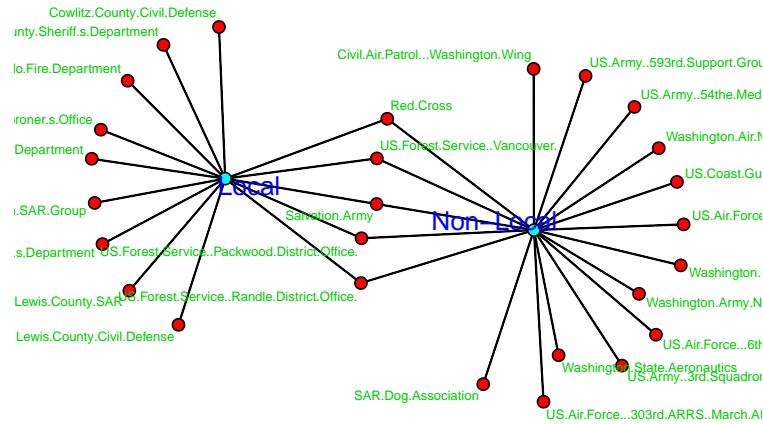 Cowlitz.County.Civil.Defense
nty.Sheriff.s.Department
Civil.Air.Patrol...Washington.Wing
US.Army..593rd.Support.Grou
o.Fire.Department
US.Army..54the.Med
Red.Cross
oner.s.Office
Washington.Air.N
Department
US.Forest.Service..Vancouver.
US.Coast.Gu
Local
.SAR.Group
Salvation.Army
Non-Local
US.Air.Force
s.Department
US.Forest.Service..Packwood.District.Office.
Washington.
Lewis.County.SAR
US.Forest.Service..Randle.District.Office.
Washington.Army.N
Lewis.County.Civil.Defense
US.Air.Force...6th
Washington.State.Aeronautics
US.Army..3rd.Squadron
SAR.Dog.Association
US.Air.Force...303rd.ARRS..March.A